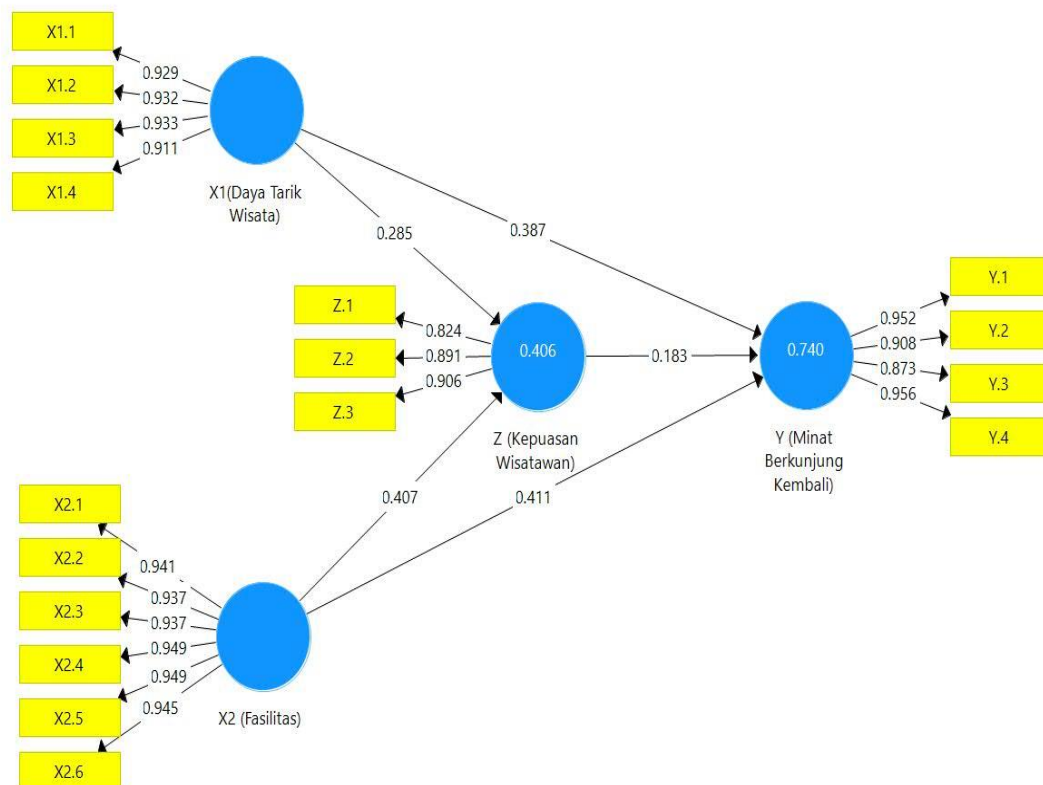 X1.1
X1.2
X1.3
X1.4
0.929
0.932
0.933
0.911
X1(Daya Tarik
Wisata)
0.285
0.387
Z.1
Z.2
Z.3
0.824
0.891
0.906
0.406
Z (Kepuasan
Wisatawan)
0.183
0.740
Y (Minat
Berkunjung
Kembali)
0.952
0.908
0.873
0.956
Y.1
Y.2
Y.3
Y.4
0.407
0.411
X2.1
X2.2
X2.3
X2.4
X2.5
X2.6
0.941
0.937
0.937
0.949
0.949
0.945
X2 (Fasilitas)